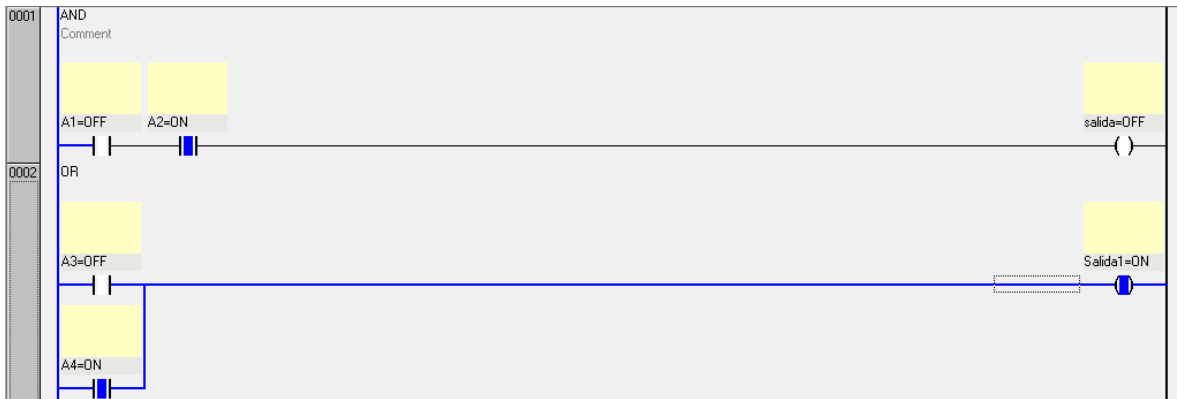 0001 AND
Comment
A1=OFF A2=ON salida=OFF
0002 OR
A3=OFF Salida1=ON
A4=ON